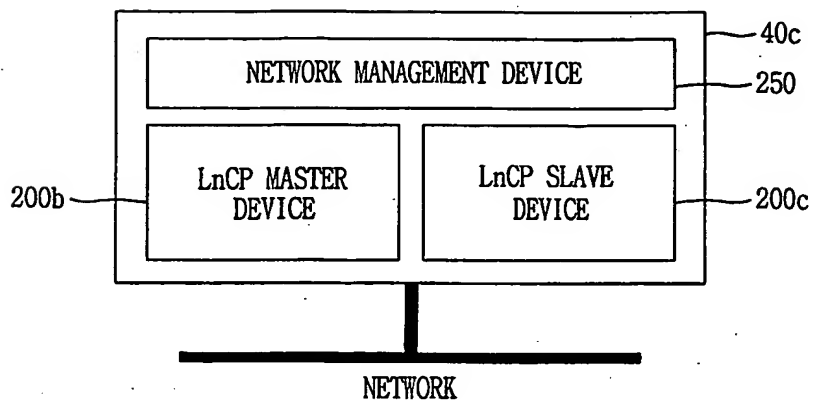 40c
NETWORK MANAGEMENT DEVICE
250
LnCP MASTER
DEVICE
LnCP SLAVE
DEVICE
200b
200c
NETWORK